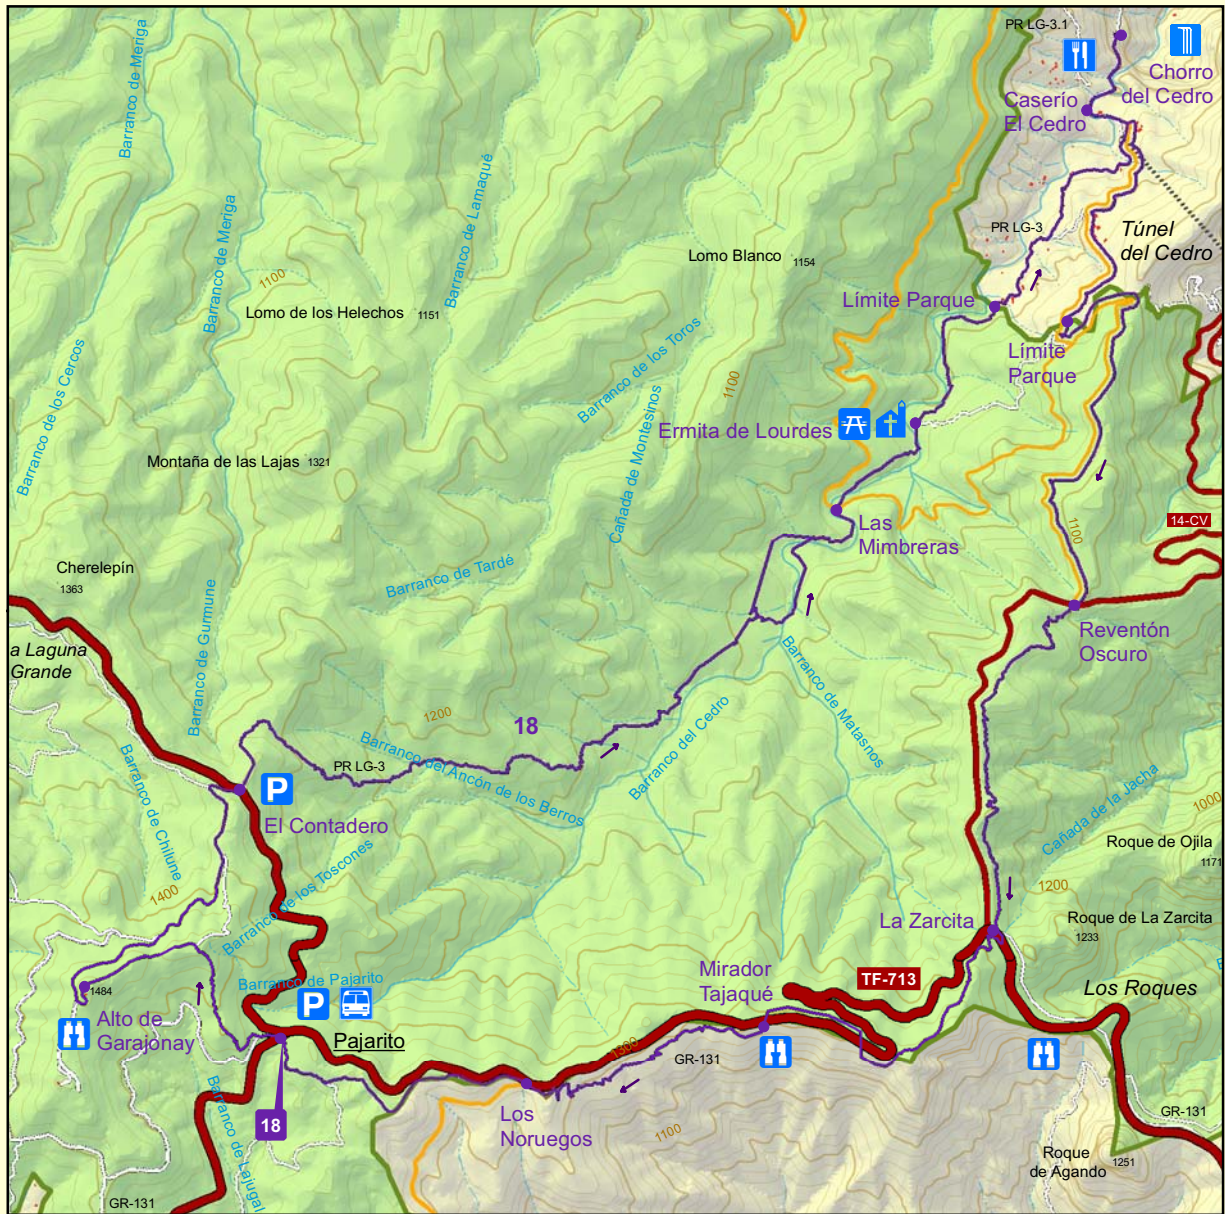 PR LG-3.1
Chorro
del Cedro
Caserío
El Cedro
Barranco de Meriga
Barranco de Meriga
Barranco de Lamaqué
PR LG-3
Túnel
del Cedro
Lomo Blanco 1154
1100
Límite Parque
Lomo de los Helechos 1151
Barranco de los Cercos
Barranco de los Toros
Límite
Parque
1100
Cañada de Montesinos
Ermita de Lourdes
Montaña de las Lajas 1321
Las
Mimbreras
1100
14-CV
Cherelepín
1363
Barranco de Tardé
Barranco de Gurmune
a Laguna
Grande
Reventón
Oscuro
Barranco de Matasnos
1200
18
Barranco del Cedro
Barranco del Ancón de los Berros
PR LG-3
P
El Contadero
Barranco de Chilune
Cañada de la Jacha
1000
Roque de Ojila
1171
1400
Barranco de los Toscones
1200
La Zarcita
Roque de La Zarcita
1233
Mirador
Tajaqué
TF-713
Barranco de Pajarito
1484
P
Los Roques
Alto de
Garajonay
Pajarito
1300
GR-131
18
Los
Noruegos
1100
GR-131
Barranco de Lajugal
Roque
de Agando 1251
GR-131